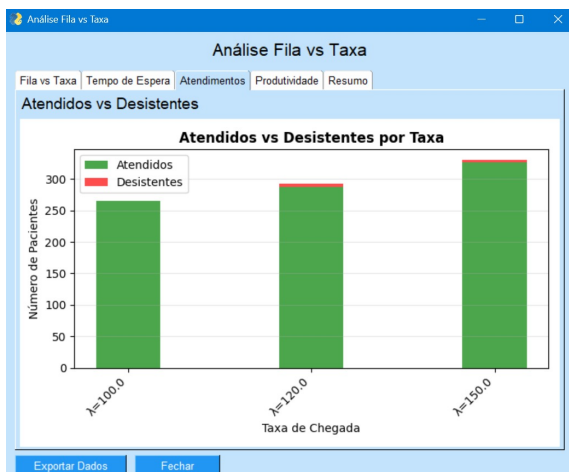 Análise Fila vs Taxa
Análise Fila vs Taxa
Fila vs Taxa Tempo de Espera Atendimentos Produtividade Resumo
Atendidos vs Desistentes
Atendidos vs Desistentes por Taxa
Atendidos
Desistentes
Número de Pacientes
300
250
200
150
100
50
0
λ=100.0 λ=120.0 λ=150.0
Taxa de Chegada
Exportar Dados Fechar